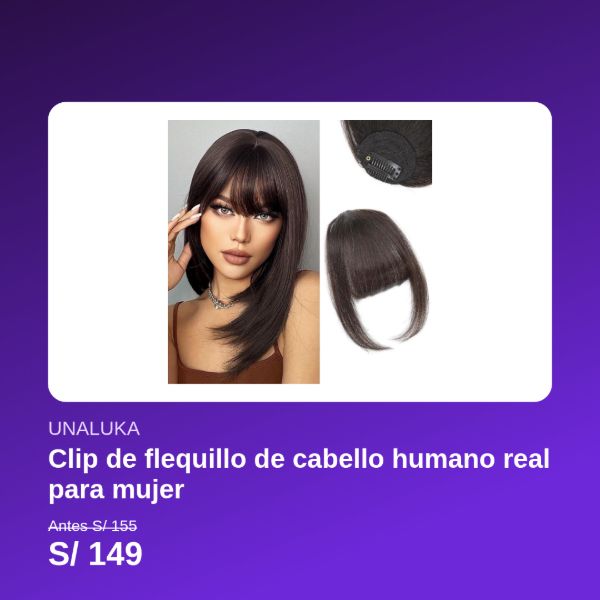 UNALUKA
Clip de flequillo de cabello humano real
para mujer
Antes S/ 155
S/ 149